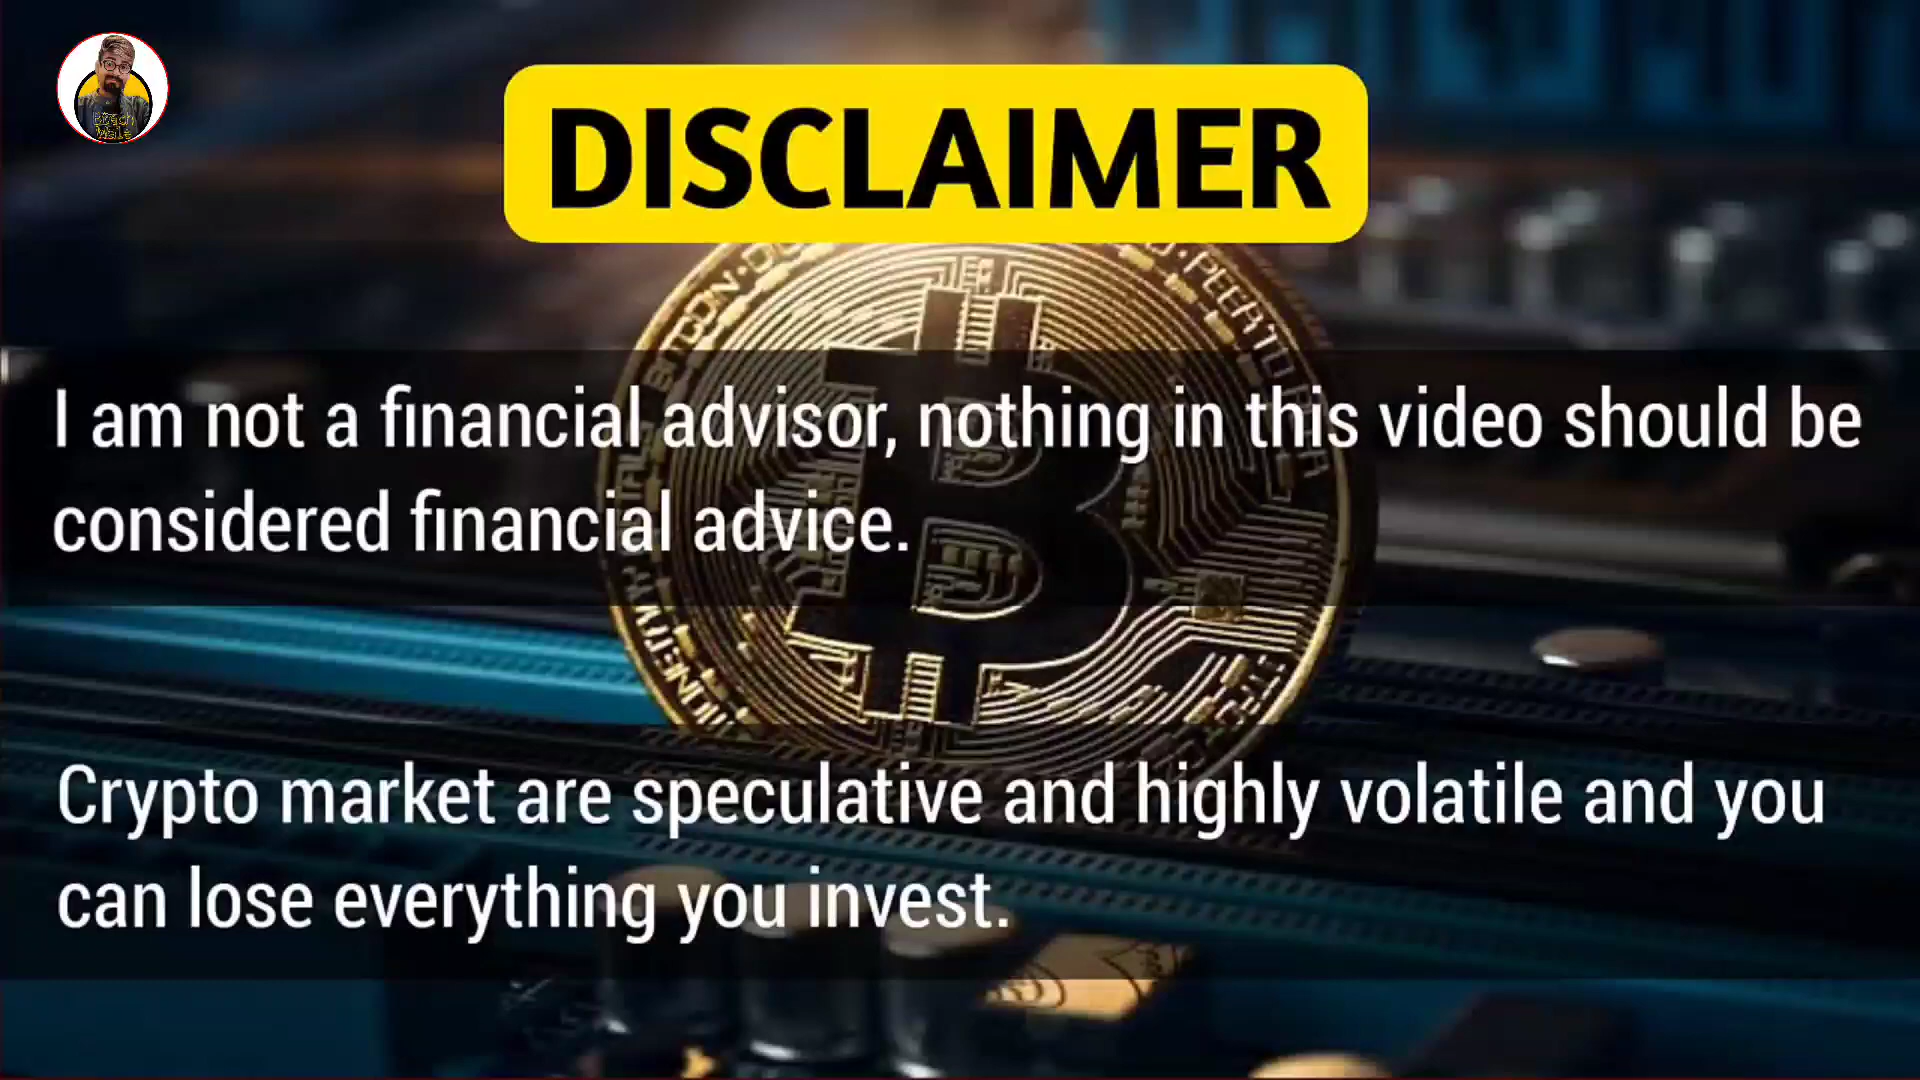 DISCLAIMER
I am not a financial advisor, nothing in this video should be
considered financial advice.
Crypto market are speculative and highly volatile and you
can lose everything you invest.